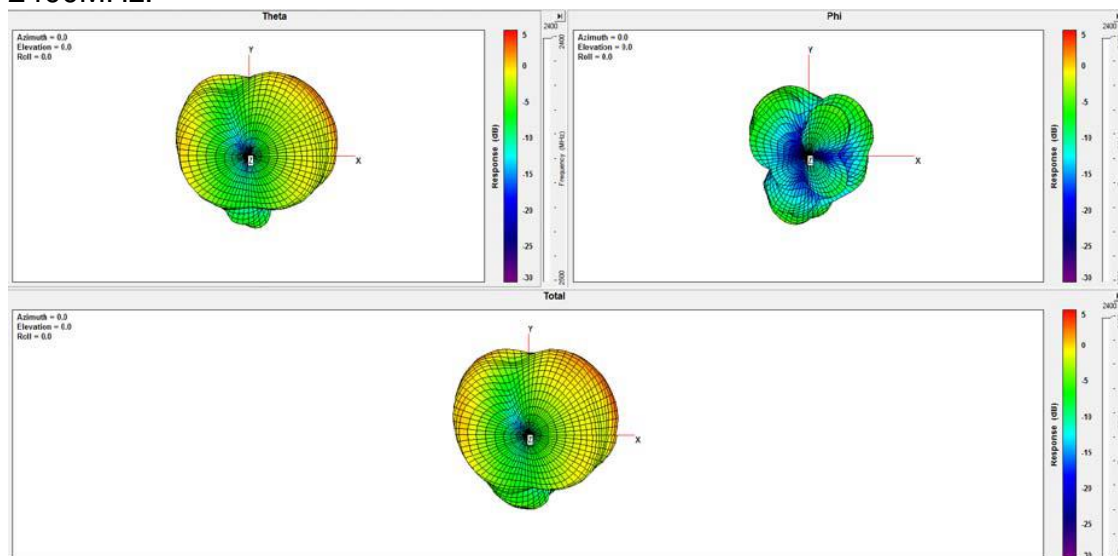 2400MHz:
Theta
Azimuth = 0.0
Elevation = 0.0
Roll = 0.0
Y
X
Z
5
0
-5
-10
-15
-20
-25
-30
Response (dB)
2400
2400
Frequency (MHz)
2500
Phi
Azimuth = 0.0
Elevation = 0.0
Roll = 0.0
Y
X
Z
5
0
-5
-10
-15
-20
-25
-30
Response (dB)
2400
Total
Azimuth = 0.0
Elevation = 0.0
Roll = 0.0
Y
X
Z
5
0
-5
-10
-15
-20
-25
-30
Response (dB)
2400